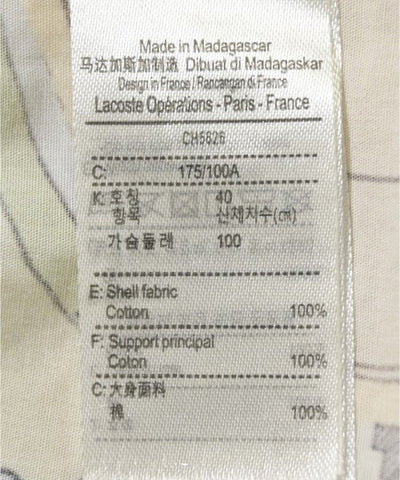 Made in Madagascar
马达加斯加制造 Dibuat di Madagaskar
Design in France / Rancangan di France
Lacoste Opérations - Paris - France
CH5626
C: 175/100A
K: 호칭 40
항목 신체치수(㎝)
가슴둘레 100
E: Shell fabric
Cotton 100%
F: Support principal
Coton 100%
C: 大身面料
棉 100%